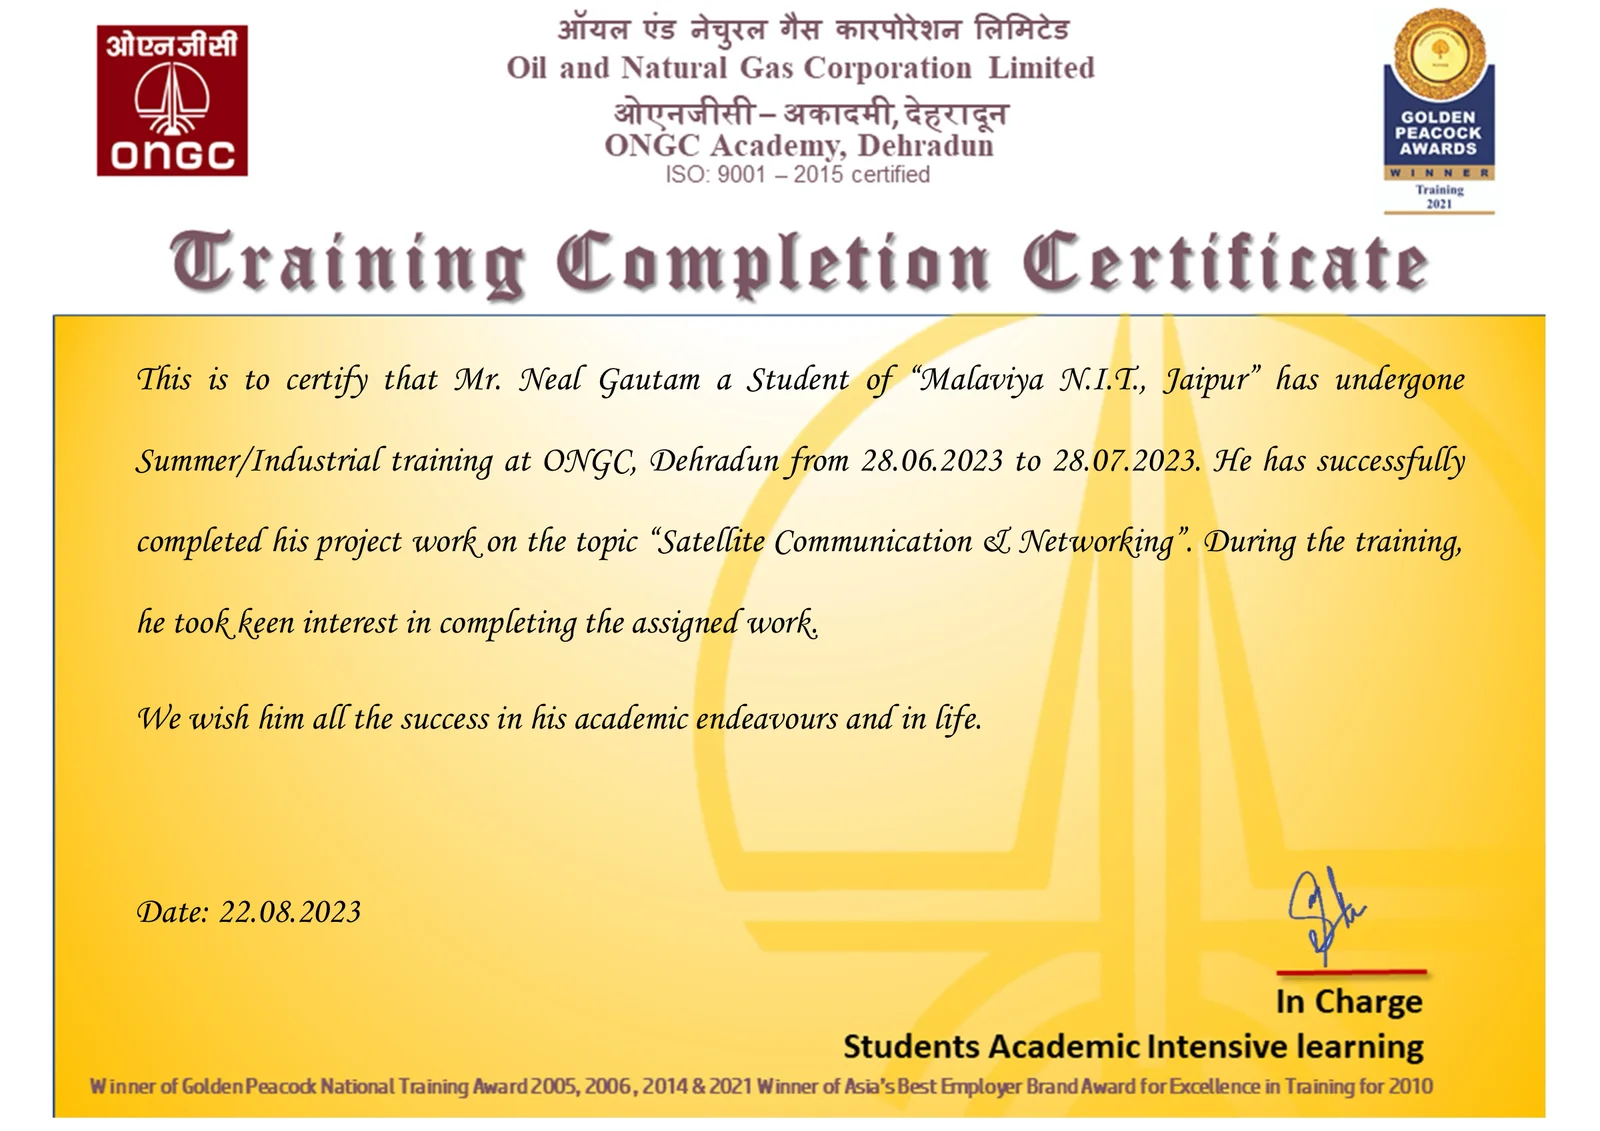 ओएनजीसी
ONGC
ऑयल एंड नेचुरल गैस कारपोरेशन लिमिटेड
Oil and Natural Gas Corporation Limited
ओएनजीसी – अकादमी, देहरादून
ONGC Academy, Dehradun
ISO: 9001 – 2015 certified
GOLDEN
PEACOCK
AWARDS
WINNER
Training
2021
Training Completion Certificate
This is to certify that Mr. Neal Gautam a Student of “Malaviya N.I.T., Jaipur” has undergone
Summer/Industrial training at ONGC, Dehradun from 28.06.2023 to 28.07.2023. He has successfully
completed his project work on the topic “Satellite Communication & Networking”. During the training,
he took keen interest in completing the assigned work.
We wish him all the success in his academic endeavours and in life.
Date: 22.08.2023
In Charge
Students Academic Intensive learning
Winner of Golden Peacock National Training Award 2005, 2006, 2014 & 2021 Winner of Asia's Best Employer Brand Award for Excellence in Training for 2010